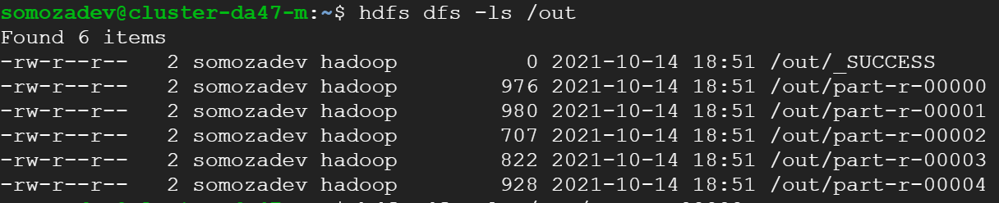 somozadev@cluster-da47-m:~$ hdfs dfs -ls /out
Found 6 items
-rw-r--r--   2 somozadev hadoop          0 2021-10-14 18:51 /out/_SUCCESS
-rw-r--r--   2 somozadev hadoop        976 2021-10-14 18:51 /out/part-r-00000
-rw-r--r--   2 somozadev hadoop        980 2021-10-14 18:51 /out/part-r-00001
-rw-r--r--   2 somozadev hadoop        707 2021-10-14 18:51 /out/part-r-00002
-rw-r--r--   2 somozadev hadoop        822 2021-10-14 18:51 /out/part-r-00003
-rw-r--r--   2 somozadev hadoop        928 2021-10-14 18:51 /out/part-r-00004